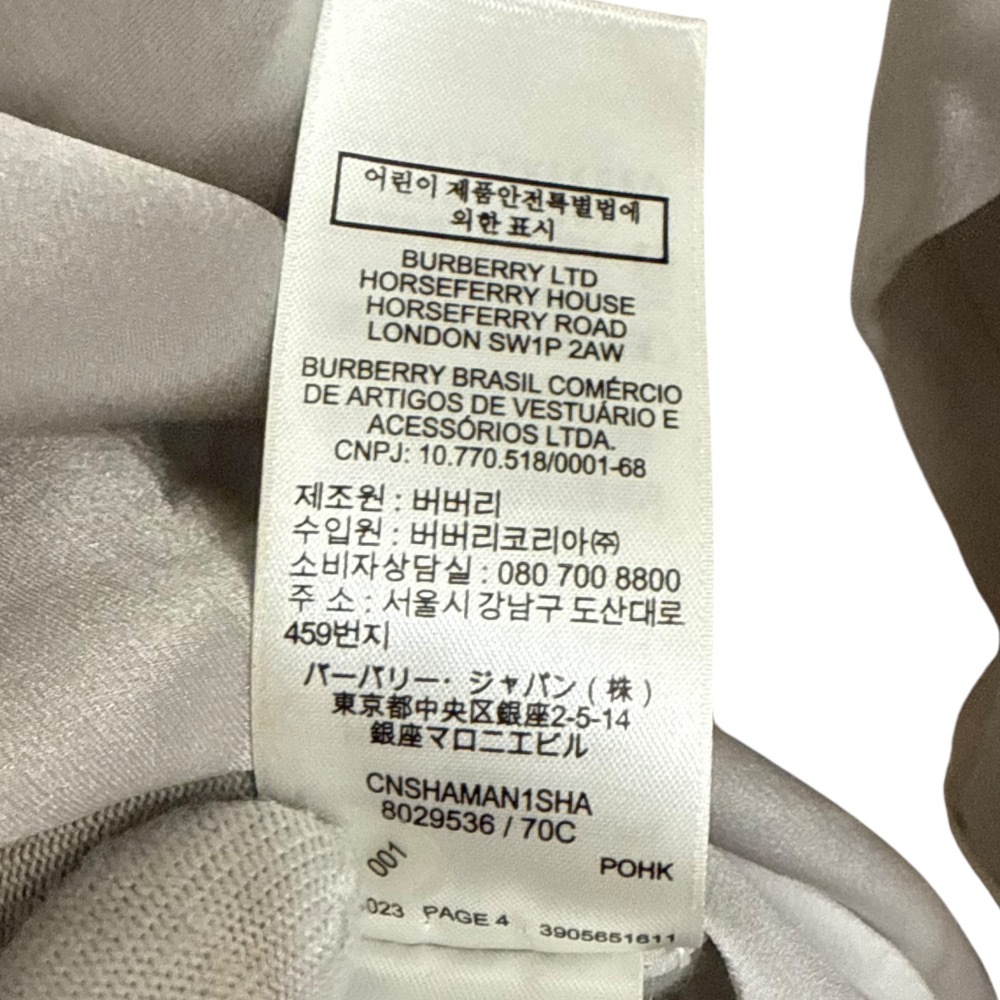 어린이 제품안전특별법에
의한 표시
BURBERRY LTD
HORSEFERRY HOUSE
HORSEFERRY ROAD
LONDON SW1P 2AW
BURBERRY BRASIL COMÉRCIO
DE ARTIGOS DE VESTUÁRIO E
ACESSÓRIOS LTDA.
CNPJ: 10.770.518/0001-68
제조원 : 버버리
수입원 : 버버리코리아㈜
소비자상담실 : 080 700 8800
주 소 : 서울시 강남구 도산대로
459번지
バーバリー・ジャパン ( 株 )
東京都中央区銀座2-5-14
銀座マロニエビル
CNSHAMAN1SHA
8029536 / 70C
001
POHK
023 PAGE 4 3905651611